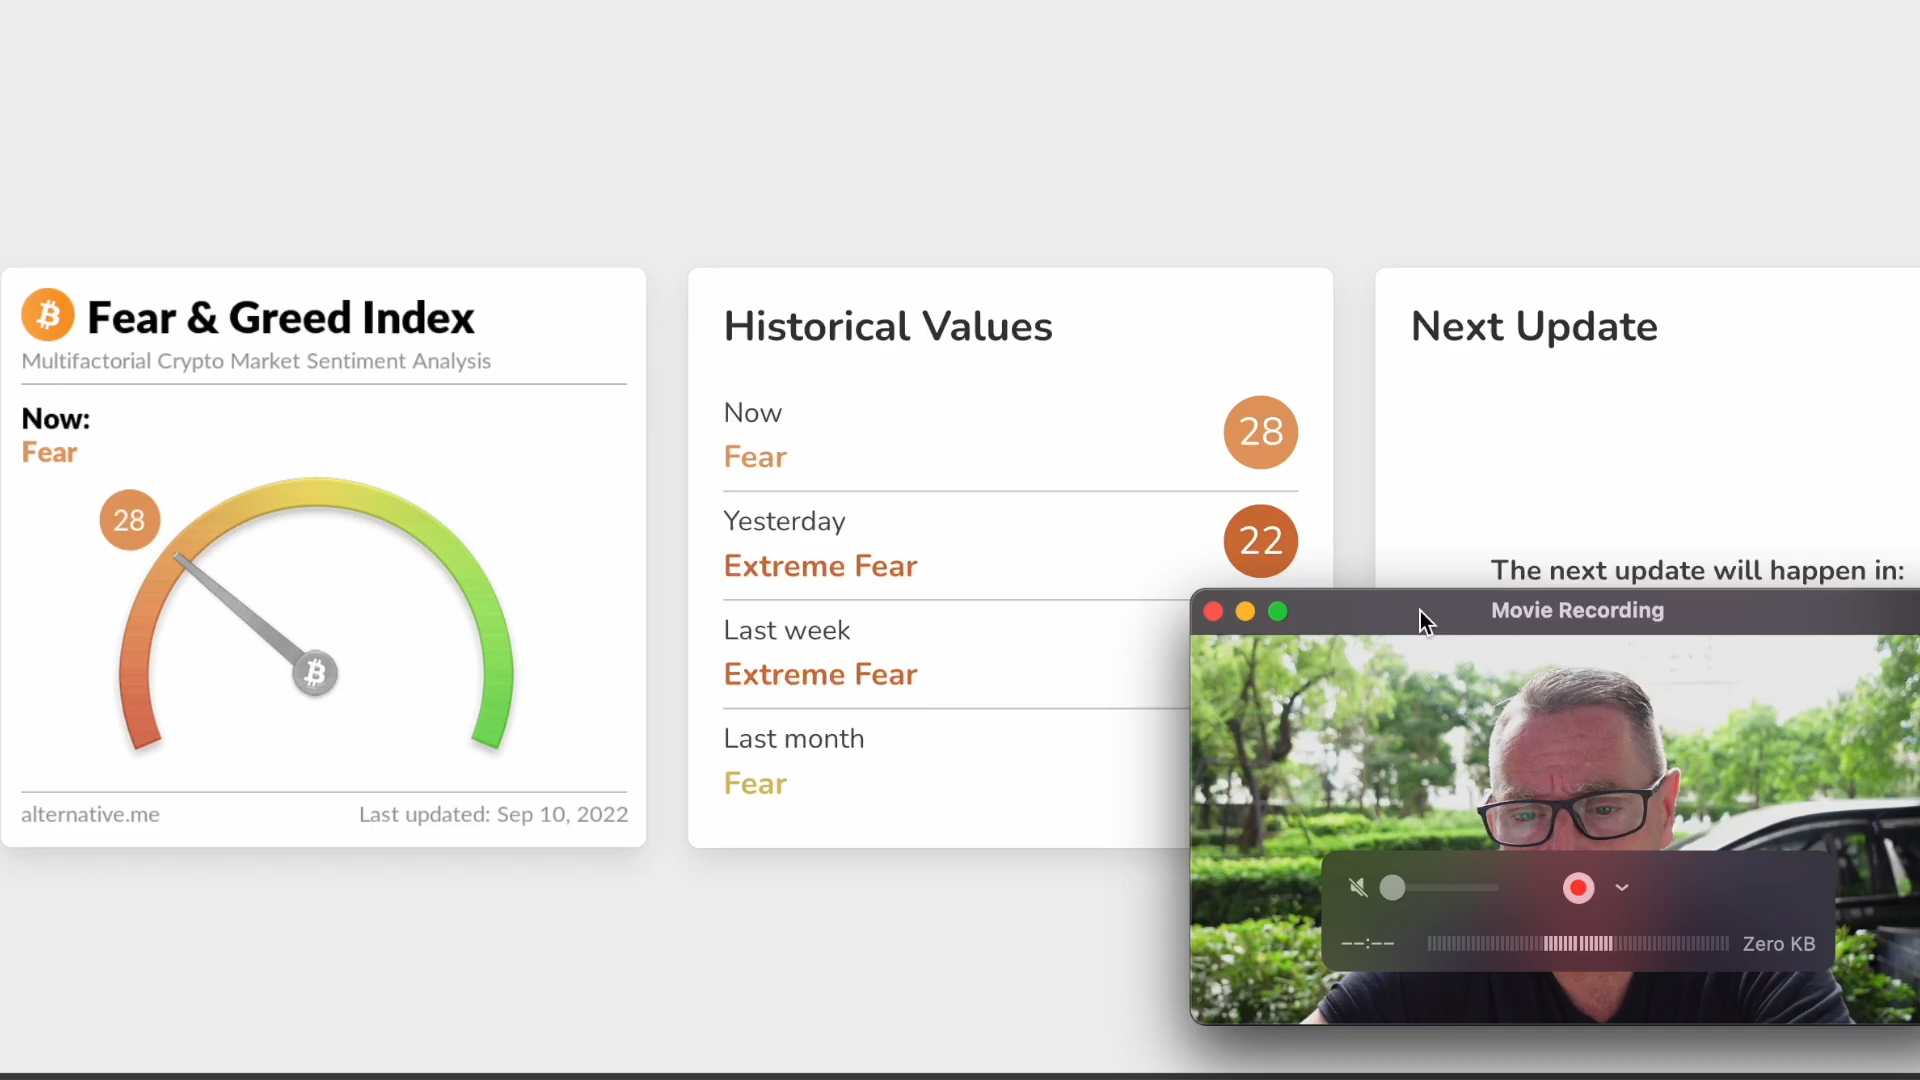 Fear & Greed Index
Multifactorial Crypto Market Sentiment Analysis
Now:
Fear
28
alternative.me
Last updated: Sep 10, 2022
Historical Values
Now
Fear
28
Yesterday
Extreme Fear
22
Last week
Extreme Fear
Last month
Fear
Next Update
The next update will happen in:
Movie Recording
--:--
Zero KB